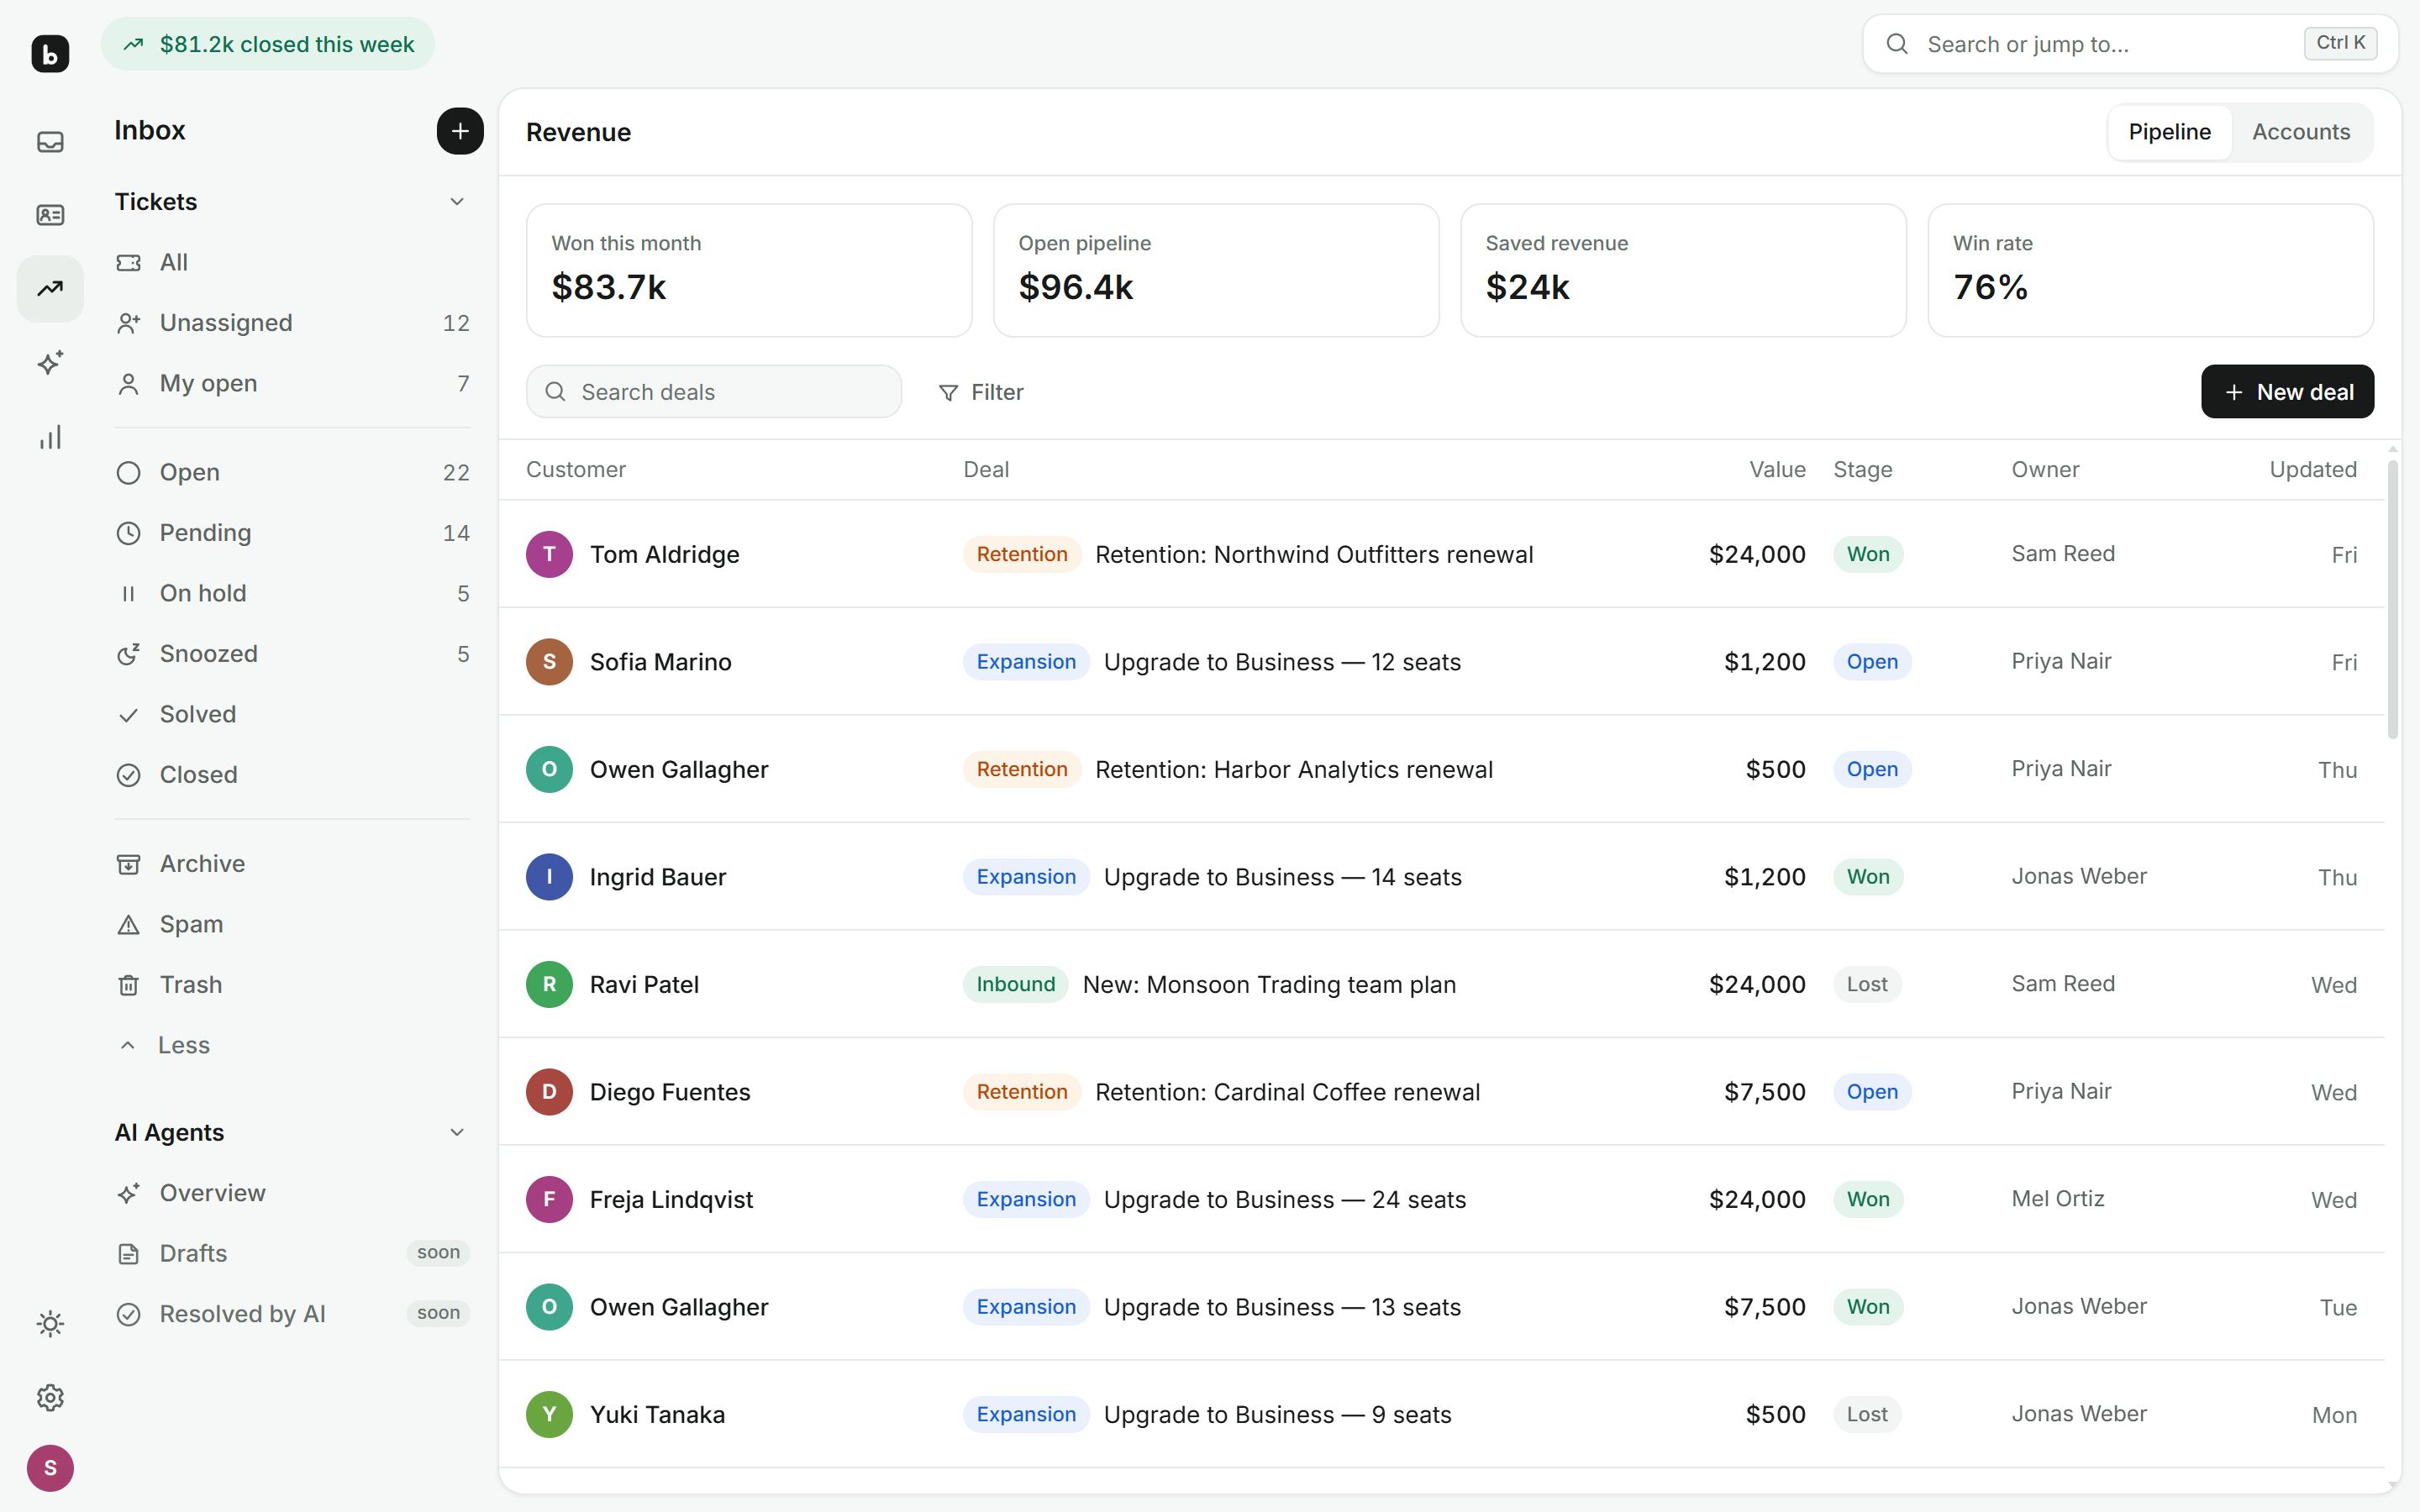 b
$81.2k closed this week
Search or jump to...
Ctrl K
Inbox
Tickets
All
Unassigned 12
My open 7
Open 22
Pending 14
On hold 5
Snoozed 5
Solved
Closed
Archive
Spam
Trash
Less
AI Agents
Overview
Drafts soon
Resolved by AI soon
S
Revenue
Pipeline Accounts
Won this month
$83.7k
Open pipeline
$96.4k
Saved revenue
$24k
Win rate
76%
Search deals
Filter
New deal
Customer Deal Value Stage Owner Updated
T Tom Aldridge Retention Retention: Northwind Outfitters renewal $24,000 Won Sam Reed Fri
S Sofia Marino Expansion Upgrade to Business — 12 seats $1,200 Open Priya Nair Fri
O Owen Gallagher Retention Retention: Harbor Analytics renewal $500 Open Priya Nair Thu
I Ingrid Bauer Expansion Upgrade to Business — 14 seats $1,200 Won Jonas Weber Thu
R Ravi Patel Inbound New: Monsoon Trading team plan $24,000 Lost Sam Reed Wed
D Diego Fuentes Retention Retention: Cardinal Coffee renewal $7,500 Open Priya Nair Wed
F Freja Lindqvist Expansion Upgrade to Business — 24 seats $24,000 Won Mel Ortiz Wed
O Owen Gallagher Expansion Upgrade to Business — 13 seats $7,500 Won Jonas Weber Tue
Y Yuki Tanaka Expansion Upgrade to Business — 9 seats $500 Lost Jonas Weber Mon